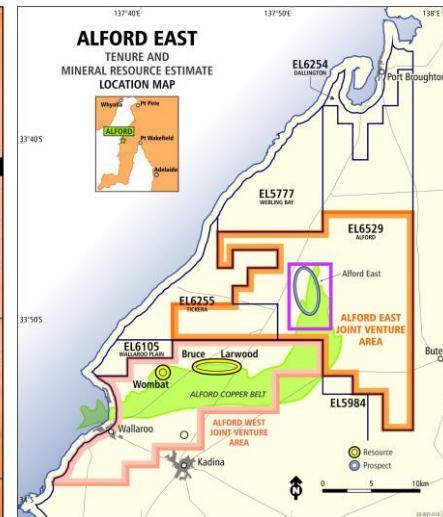 137°40'
137°50'
138°E
ALFORD EAST
TENURE AND
MINERAL RESOURCE ESTIMATE
LOCATION MAP
Whyalla
Pt Pirie
ALFORD
Pt Wakefield
Adelaide
EL6254
DALLINGTON
Port Broughton
33°40'S
EL5777
WEBLING BAY
EL6529
ALFORD
Alford East
EL6255
TICKERA
33°50'S
ALFORD EAST
JOINT VENTURE
AREA
EL6105
WALLAROO PLAIN
Bruce
Larwood
Bute
Wombat
ALFORD COPPER BELT
EL5984
Wallaroo
ALFORD WEST
JOINT VENTURE
AREA
Resource
Prospect
Kadina
N
0
5
10km
34°S